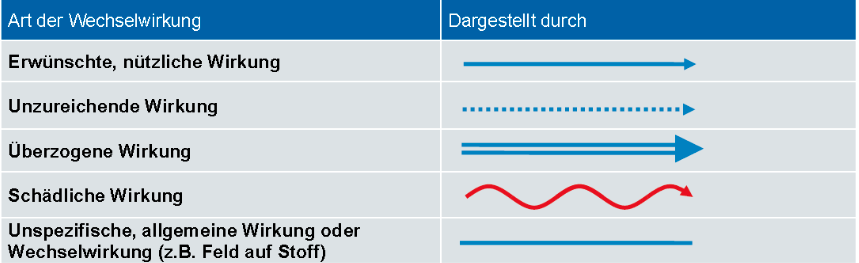 Art der Wechselwirkung
Dargestellt durch
Erwünschte, nützliche Wirkung
Unzureichende Wirkung
Überzogene Wirkung
Schädliche Wirkung
Unspezifische, allgemeine Wirkung oder
Wechselwirkung (z.B. Feld auf Stoff)